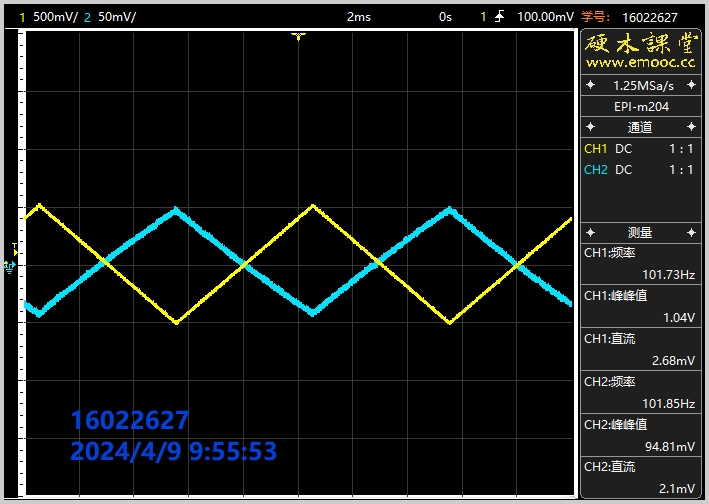 1 500mV/ 2 50mV/ 2ms 0s 1 100.00mV 学号: 16022627
硬木課堂
www.emooc.cc
1.25MSa/s
EPI-m204
通道
CH1 DC 1 : 1
CH2 DC 1 : 1
测量
CH1:频率
101.73Hz
CH1:峰峰值
1.04V
CH1:直流
2.68mV
CH2:频率
101.85Hz
CH2:峰峰值
94.81mV
CH2:直流
2.1mV
T
16022627
2024/4/9 9:55:53